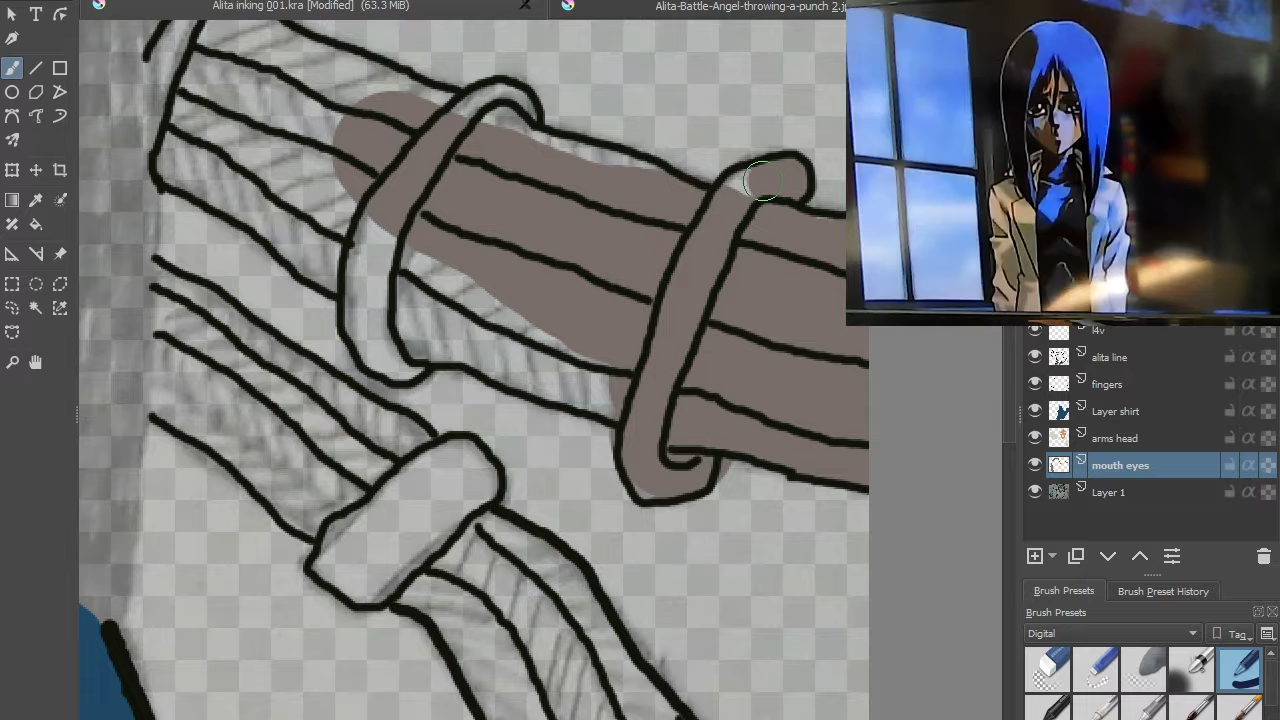 Alita inking 001.kra [Modified]  (63.3 MiB)
Alita-Battle-Angel-throwing-a-punch 2.j
l4v
alita line
fingers
Layer shirt
arms head
mouth eyes
Layer 1
Brush Presets
Brush Preset History
Brush Presets
Digital
Tag